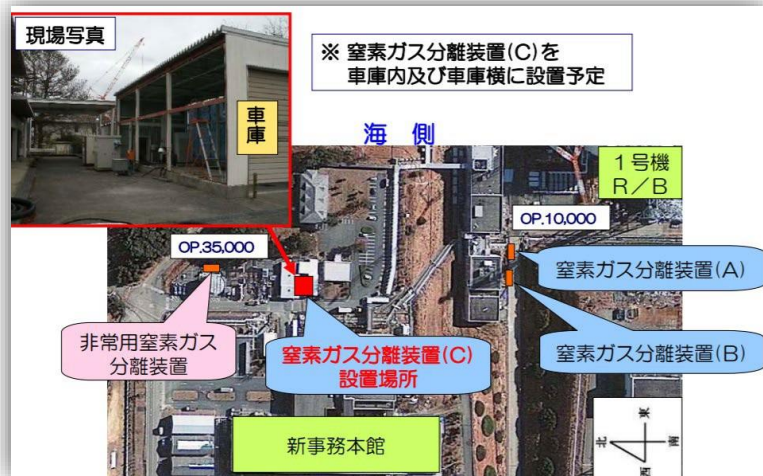 現場写真
車
庫
※ 窒素ガス分離装置(C)を
車庫内及び車庫横に設置予定
海 側
1号機
R/B
OP.10,000
OP.35,000
窒素ガス分離装置(A)
非常用窒素ガス
分離装置
窒素ガス分離装置(C)
設置場所
窒素ガス分離装置(B)
新事務本館
東
北
南
西